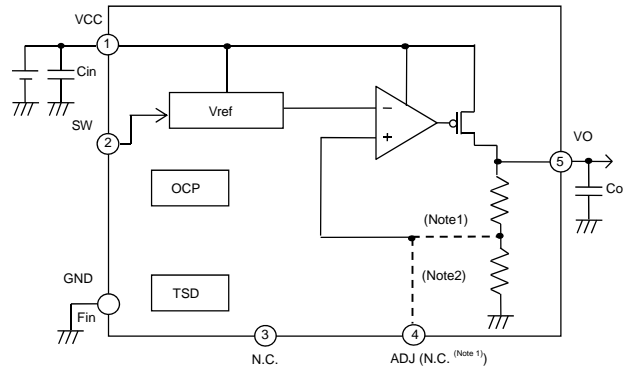 VCC
1
Cin
Vref
SW
2
VO
5
Co
OCP
(Note1)
(Note2)
GND
TSD
Fin
3
4
N.C.
ADJ (N.C. (Note 1))